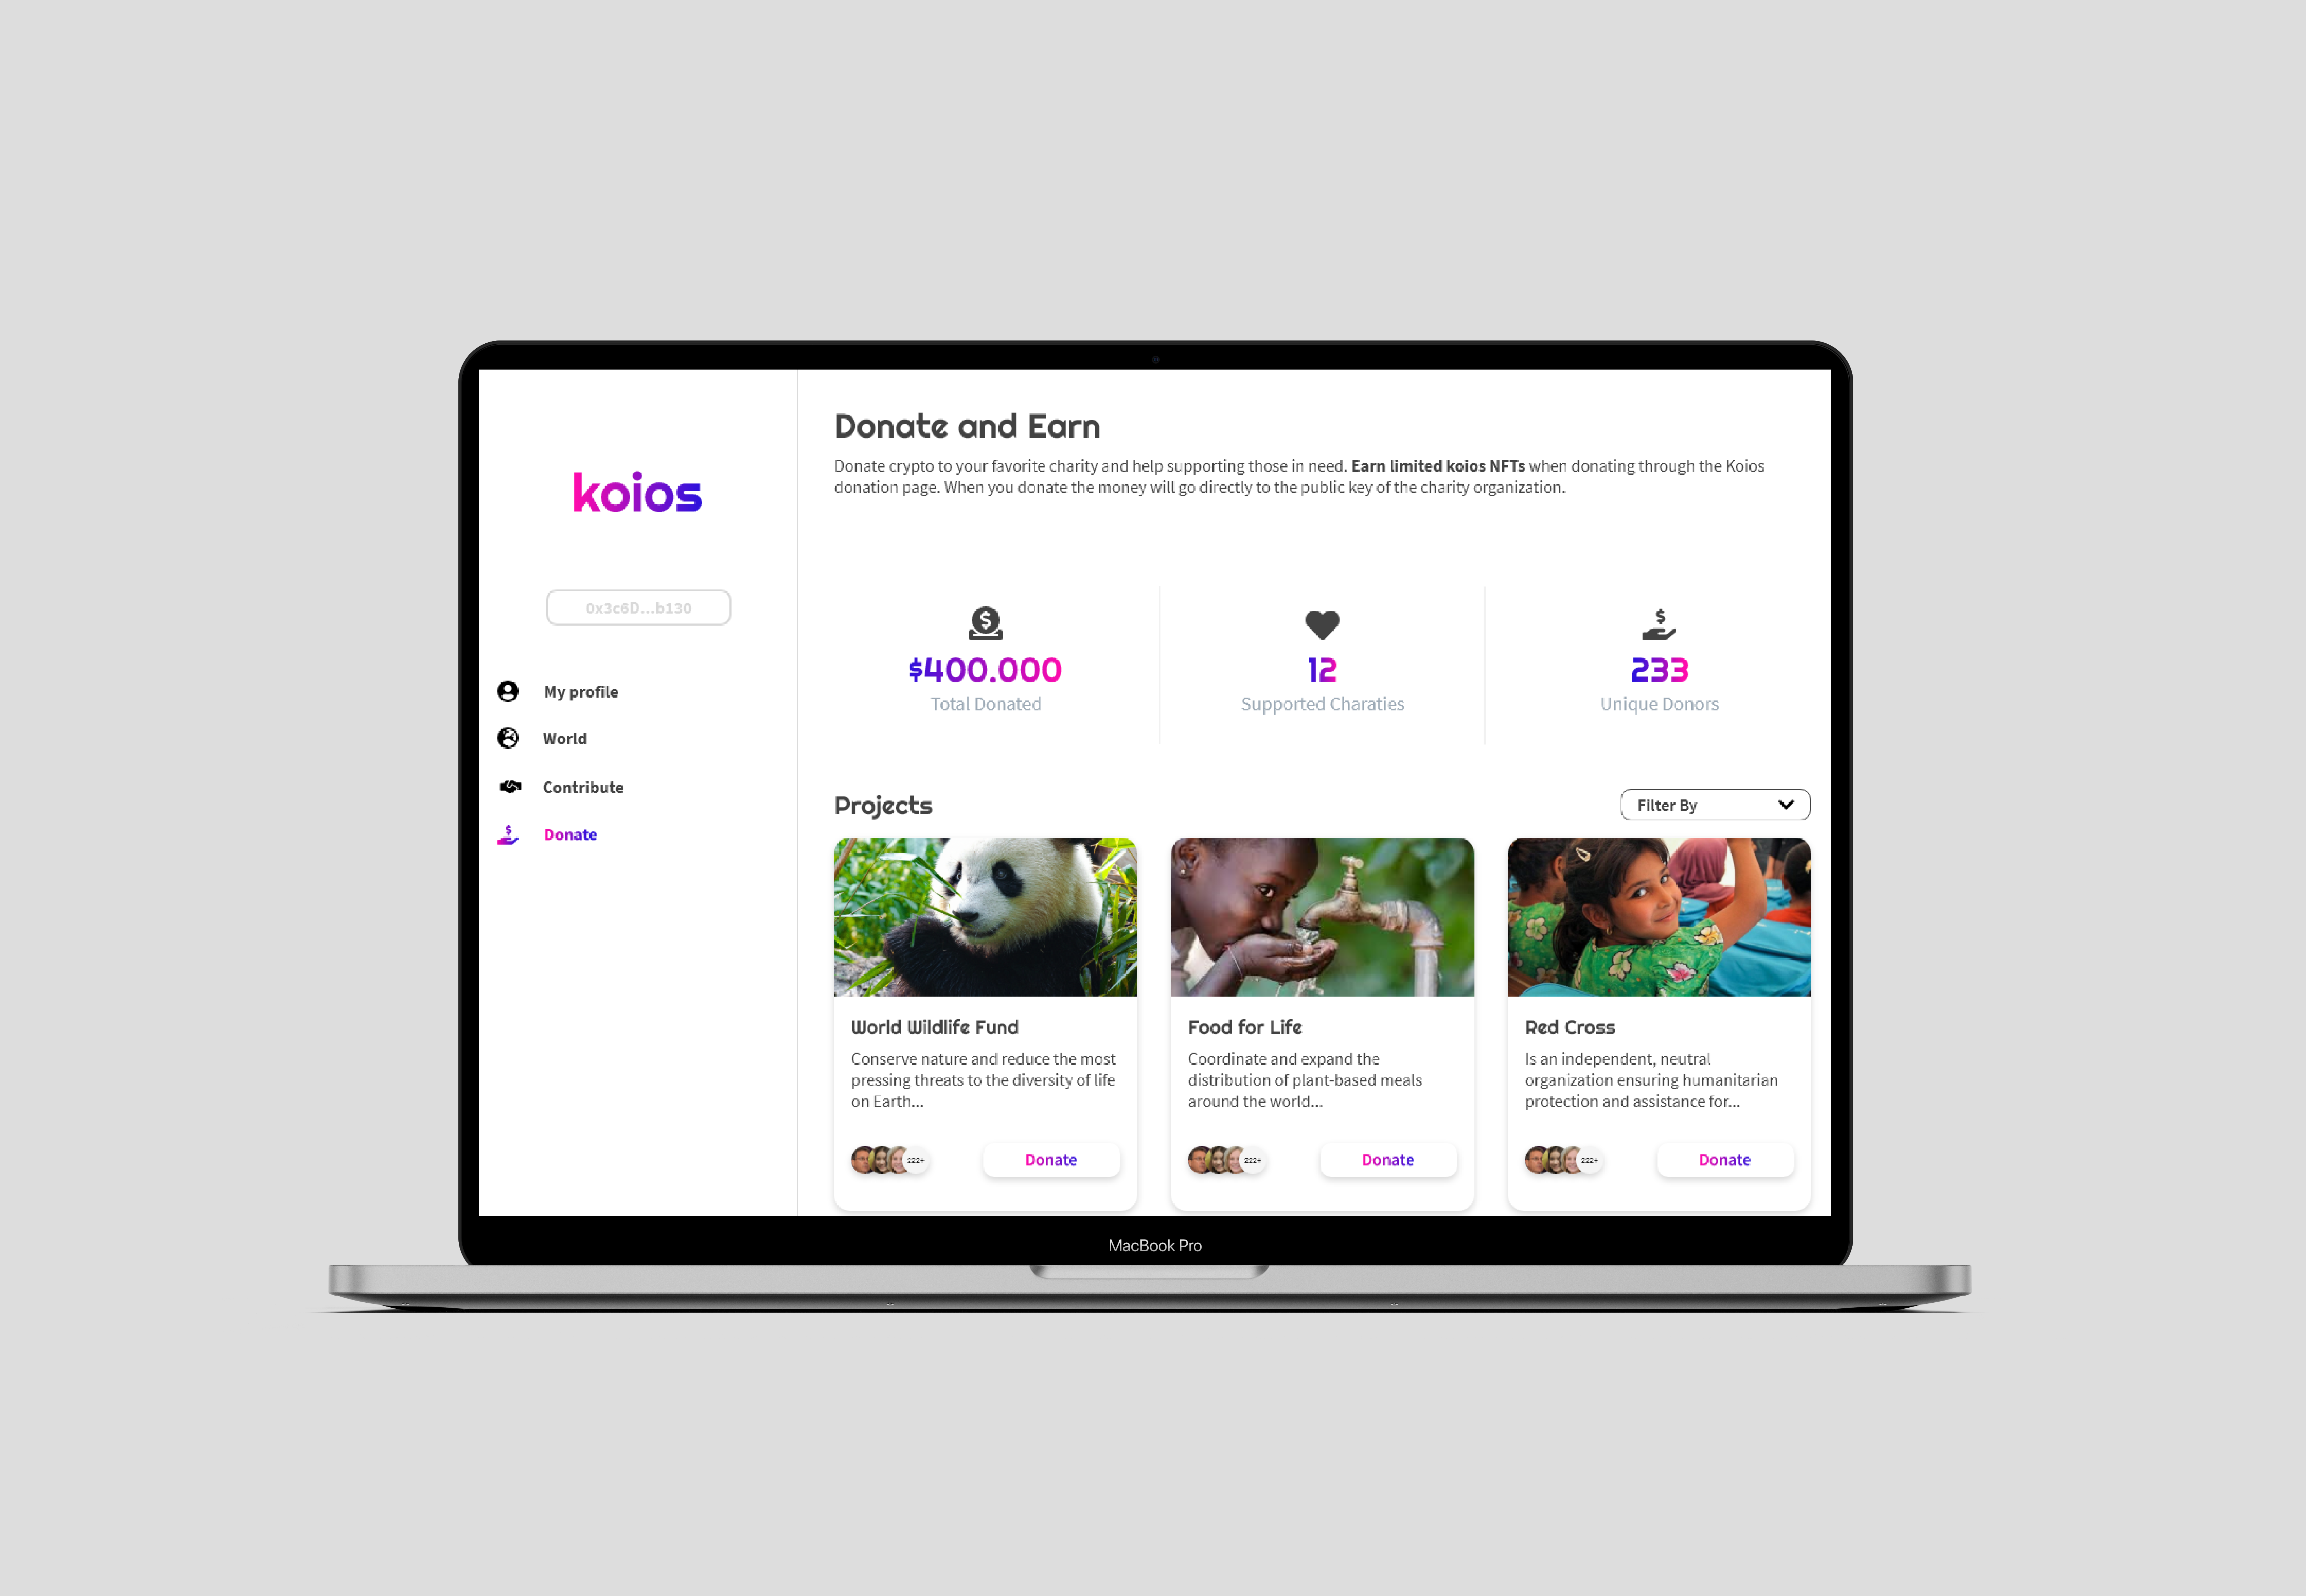 koios
0x3c6D...b130
My profile
World
Contribute
Donate
Donate and Earn
Donate crypto to your favorite charity and help supporting those in need. Earn limited koios NFTs when donating through the Koios
donation page. When you donate the money will go directly to the public key of the charity organization.
$400.000
Total Donated
12
Supported Charaties
233
Unique Donors
Projects
Filter By
World Wildlife Fund
Conserve nature and reduce the most
pressing threats to the diversity of life
on Earth...
222+
Donate
Food for Life
Coordinate and expand the
distribution of plant-based meals
around the world...
222+
Donate
Red Cross
Is an independent, neutral
organization ensuring humanitarian
protection and assistance for...
222+
Donate
MacBook Pro